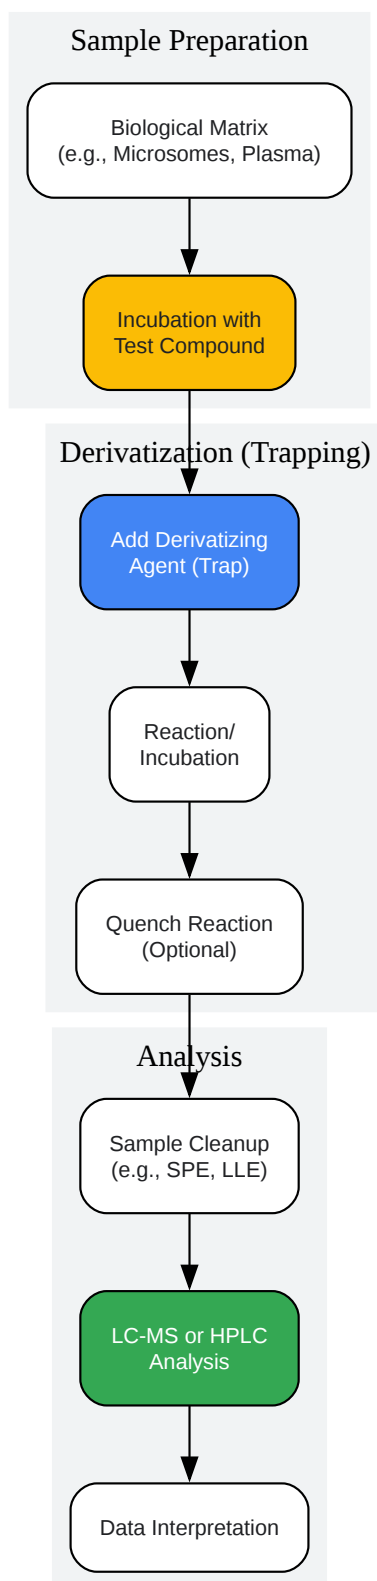 Sample Preparation
Biological Matrix
(e.g., Microsomes, Plasma)
Incubation with
Test Compound
Derivatization (Trapping)
Add Derivatizing
Agent (Trap)
Reaction/
Incubation
Quench Reaction
(Optional)
Analysis
Sample Cleanup
(e.g., SPE, LLE)
LC-MS or HPLC
Analysis
Data Interpretation